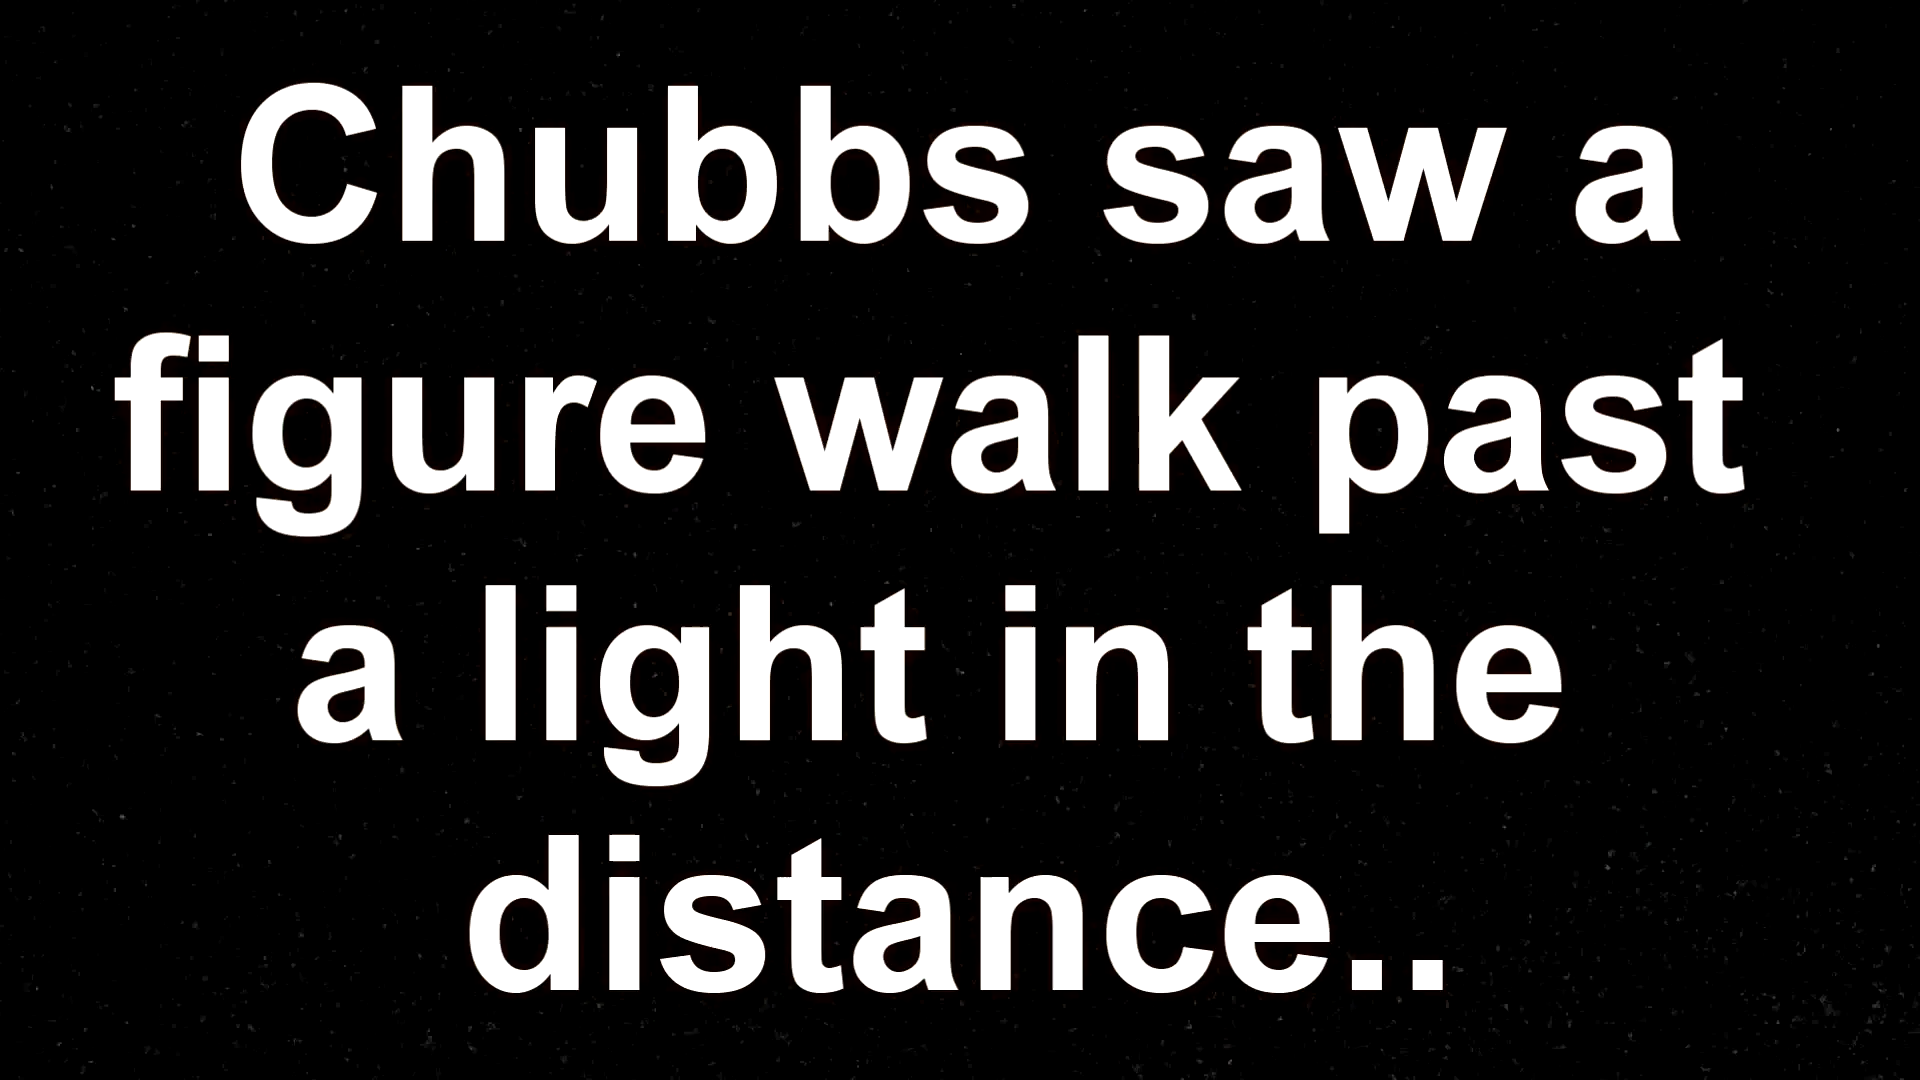 Chubbs saw a
figure walk past
a light in the
distance..